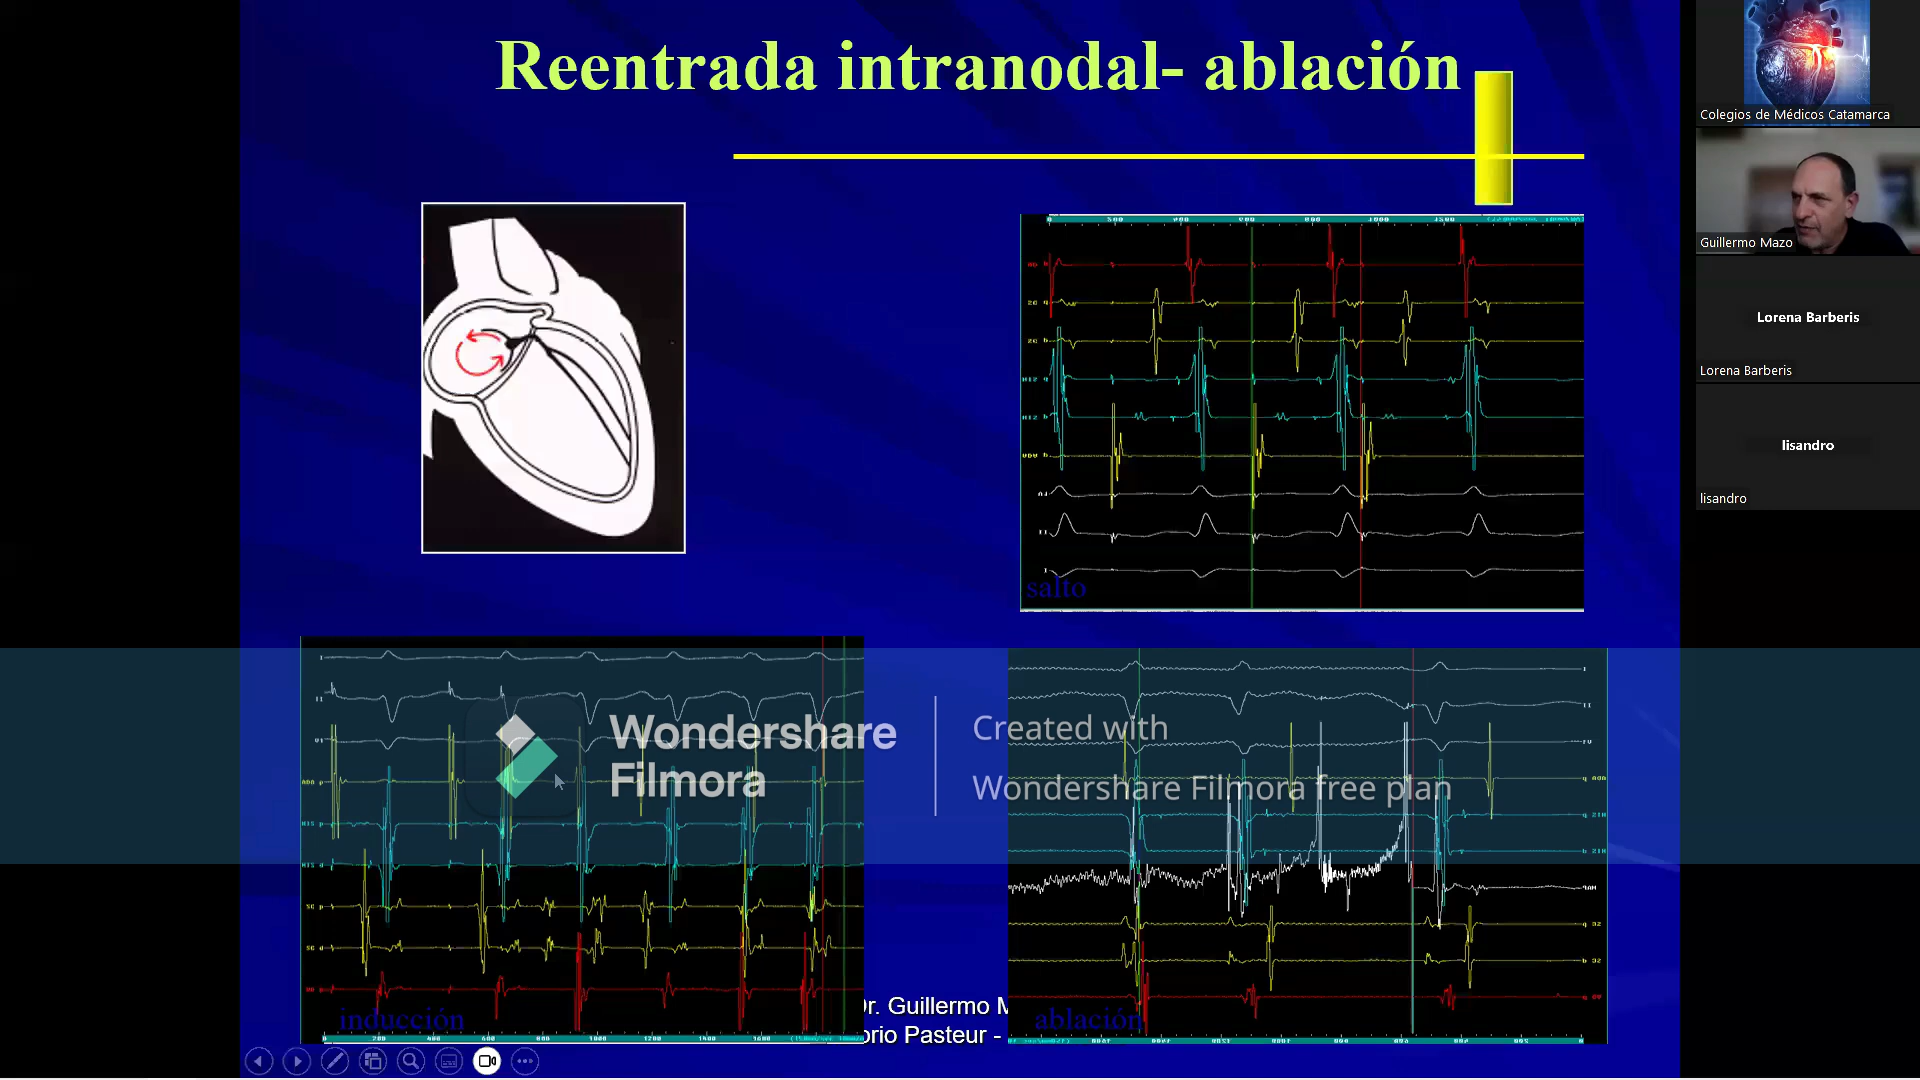 Reentrada intranodal- ablación
Colegios de Médicos Catamarca
Guillermo Mazo
Lorena Barberis
Lorena Barberis
lisandro
lisandro
salto
Wondershare
Filmora
Created with
Wondershare Filmora free plan
inducción
Dr. Guillermo M
orio Pasteur -
ablación